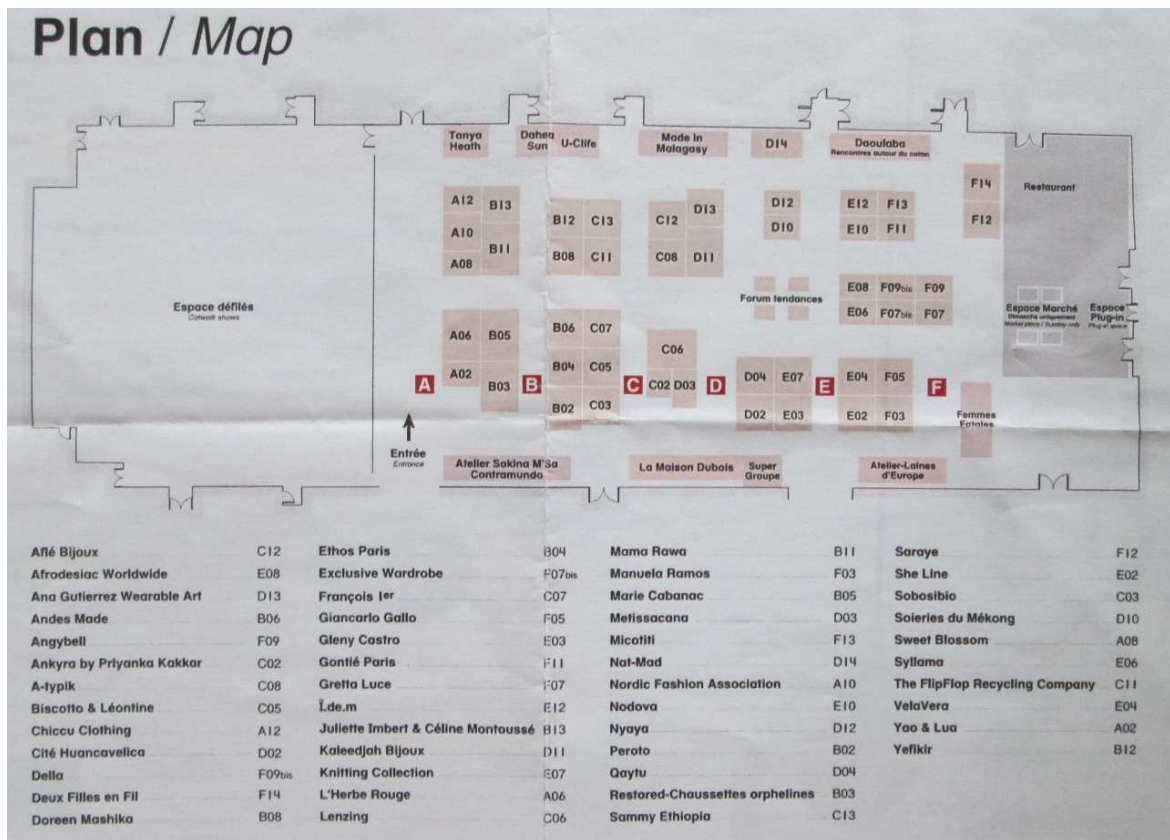 Plan / Map
Tanya
Heath
Dahea
Sun
U-Clife
Made in
Malagasy
D14
Daoulaba
Rencontres autour du coton
A12
B13
A10
B11
A08
B12
C13
B08
C11
C12
D13
C08
D11
D12
D10
E12
F13
E10
F11
F14
F12
Restaurant
Espace défilés
Catwalk shows
Forum tendances
E08
F09bis
F09
E06
F07bis
F07
Espace Marché
Dimanche uniquement
Marketplace / Sunday only
Espace
Plug-in
Plug-in space
A06
B05
A02
B03
B06
C07
B04
C05
B02
C03
C06
C02
D03
D04
E07
D02
E03
E04
F05
E02
F03
A
B
C
D
E
F
Femmes
Fatales
Entrée
Entrance
Atelier Sakina M'Sa
Contramundo
La Maison Dubois
Super
Groupe
Atelier-Laines
d'Europe
Aflé Bijoux C12
Afrodesiac Worldwide E08
Ana Gutierrez Wearable Art D13
Andes Made B06
Angybell F09
Ankyra by Priyanka Kakkar C02
A-typik C08
Biscotto & Léontine C05
Chiccu Clothing A12
Cité Huancavelica D02
Della F09bis
Deux Filles en Fil F14
Doreen Mashika B08
Ethos Paris B04
Exclusive Wardrobe F07bis
François 1er C07
Giancarlo Gallo F05
Gleny Castro E03
Gontié Paris F11
Gretta Luce F07
Ï.de.m E12
Juliette Imbert & Céline Montoussé B13
Kaleedjah Bijoux D11
Knitting Collection E07
L'Herbe Rouge A06
Lenzing C06
Mama Rawa B11
Manuela Ramos F03
Marie Cabanac B05
Metissacana D03
Micotiti F13
Nat-Mad D14
Nordic Fashion Association A10
Nodova E10
Nyaya D12
Peroto B02
Qaytu D04
Restored-Chaussettes orphelines B03
Sammy Ethiopia C13
Saraye F12
She Line E02
Sobosibio C03
Soieries du Mékong D10
Sweet Blossom A08
Syllama E06
The FlipFlop Recycling Company C11
VelaVera E04
Yao & Lua A02
Yefikir B12